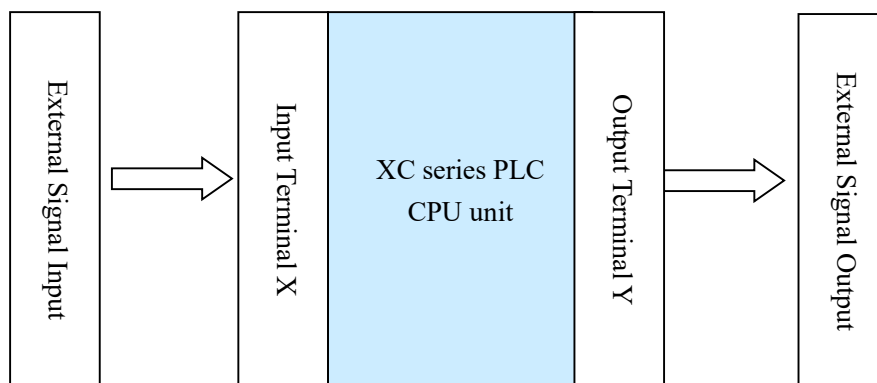 External Signal Input
Input Terminal X
XC series PLC
CPU unit
Output Terminal Y
External Signal Output